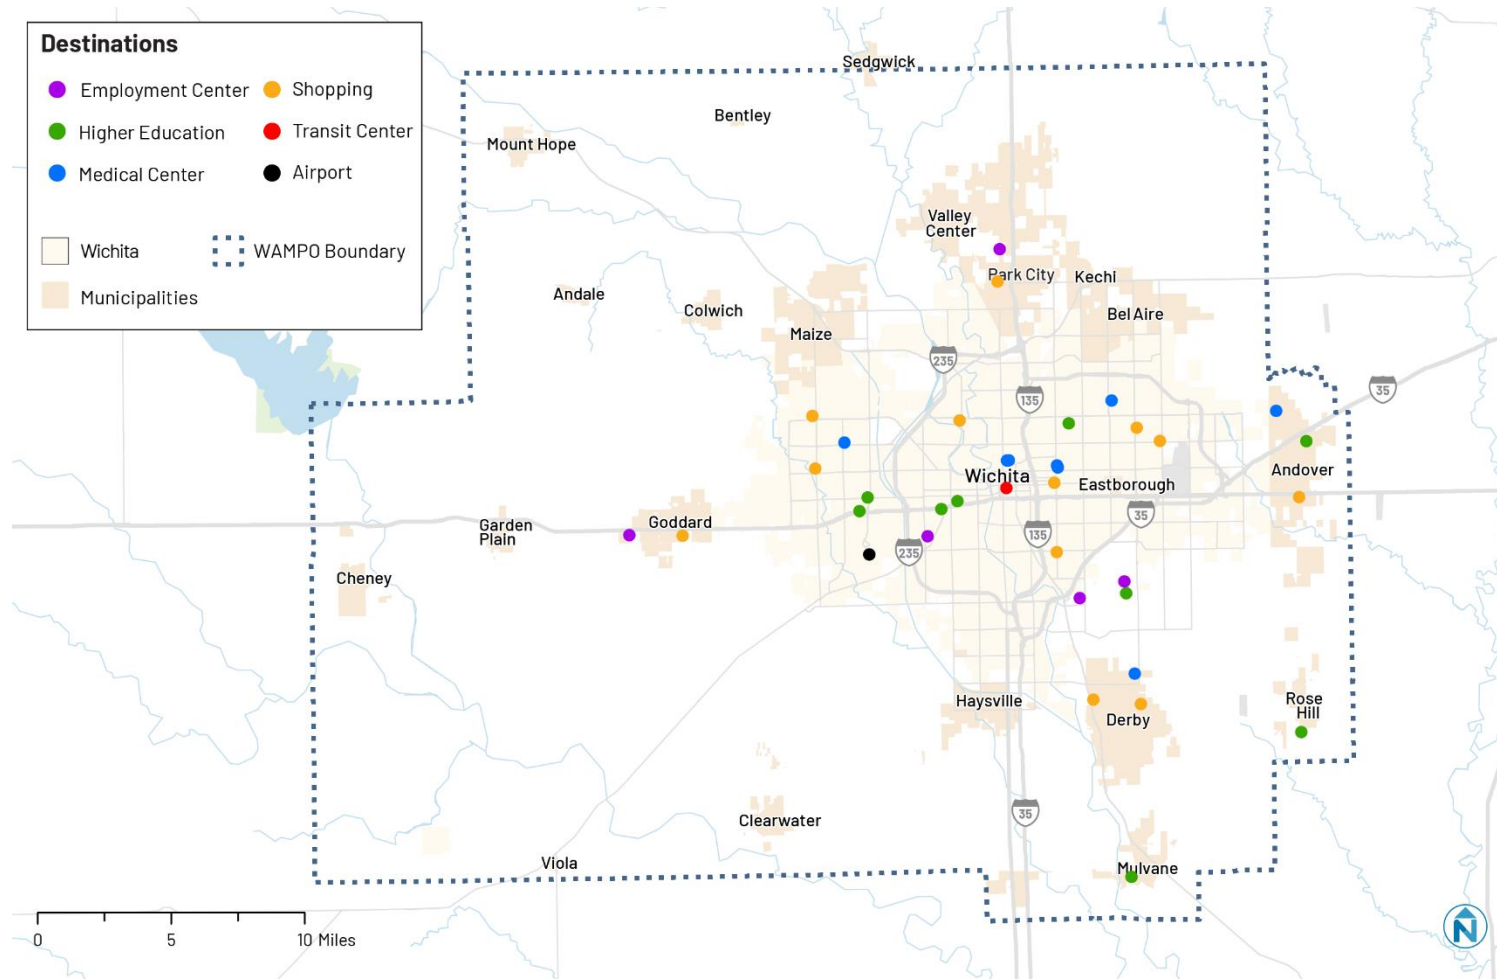 Destinations
Employment Center
Shopping
Higher Education
Transit Center
Medical Center
Airport
Wichita
WAMPO Boundary
Municipalities
Sedgwick
Bentley
Mount Hope
Valley
Center
Park City
Kechi
Andale
Colwich
Bel Aire
Maize
235
135
35
Andover
Wichita
Eastborough
35
Goddard
Garden
Plain
135
235
Cheney
Haysville
Rose
Hill
Derby
35
Clearwater
Viola
Mulvane
0
5
10 Miles
N